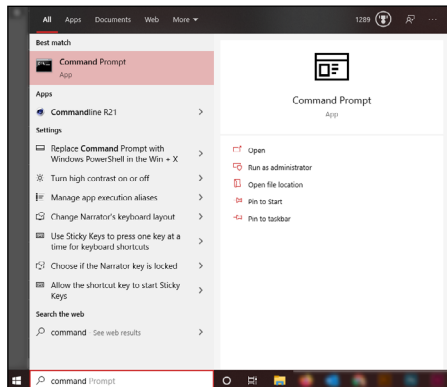 All Apps Documents Web More 1289
Best match
Command Prompt
App
Apps
Commandline R21
Settings
Replace Command Prompt with
Windows PowerShell in the Win + X
Turn high contrast on or off
Manage app execution aliases
Change Narrator's keyboard layout
Use Sticky Keys to press one key at a
time for keyboard shortcuts
Choose if the Narrator key is locked
Allow the shortcut key to start Sticky
Keys
Search the web
command - See web results
Command Prompt
App
Open
Run as administrator
Open file location
Pin to Start
Pin to taskbar
command Prompt